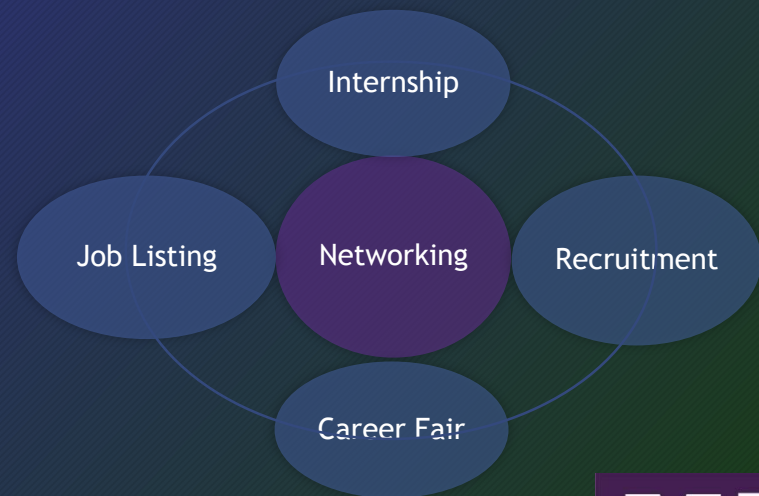 Internship
Job Listing
Networking
Recruitment
Career Fair